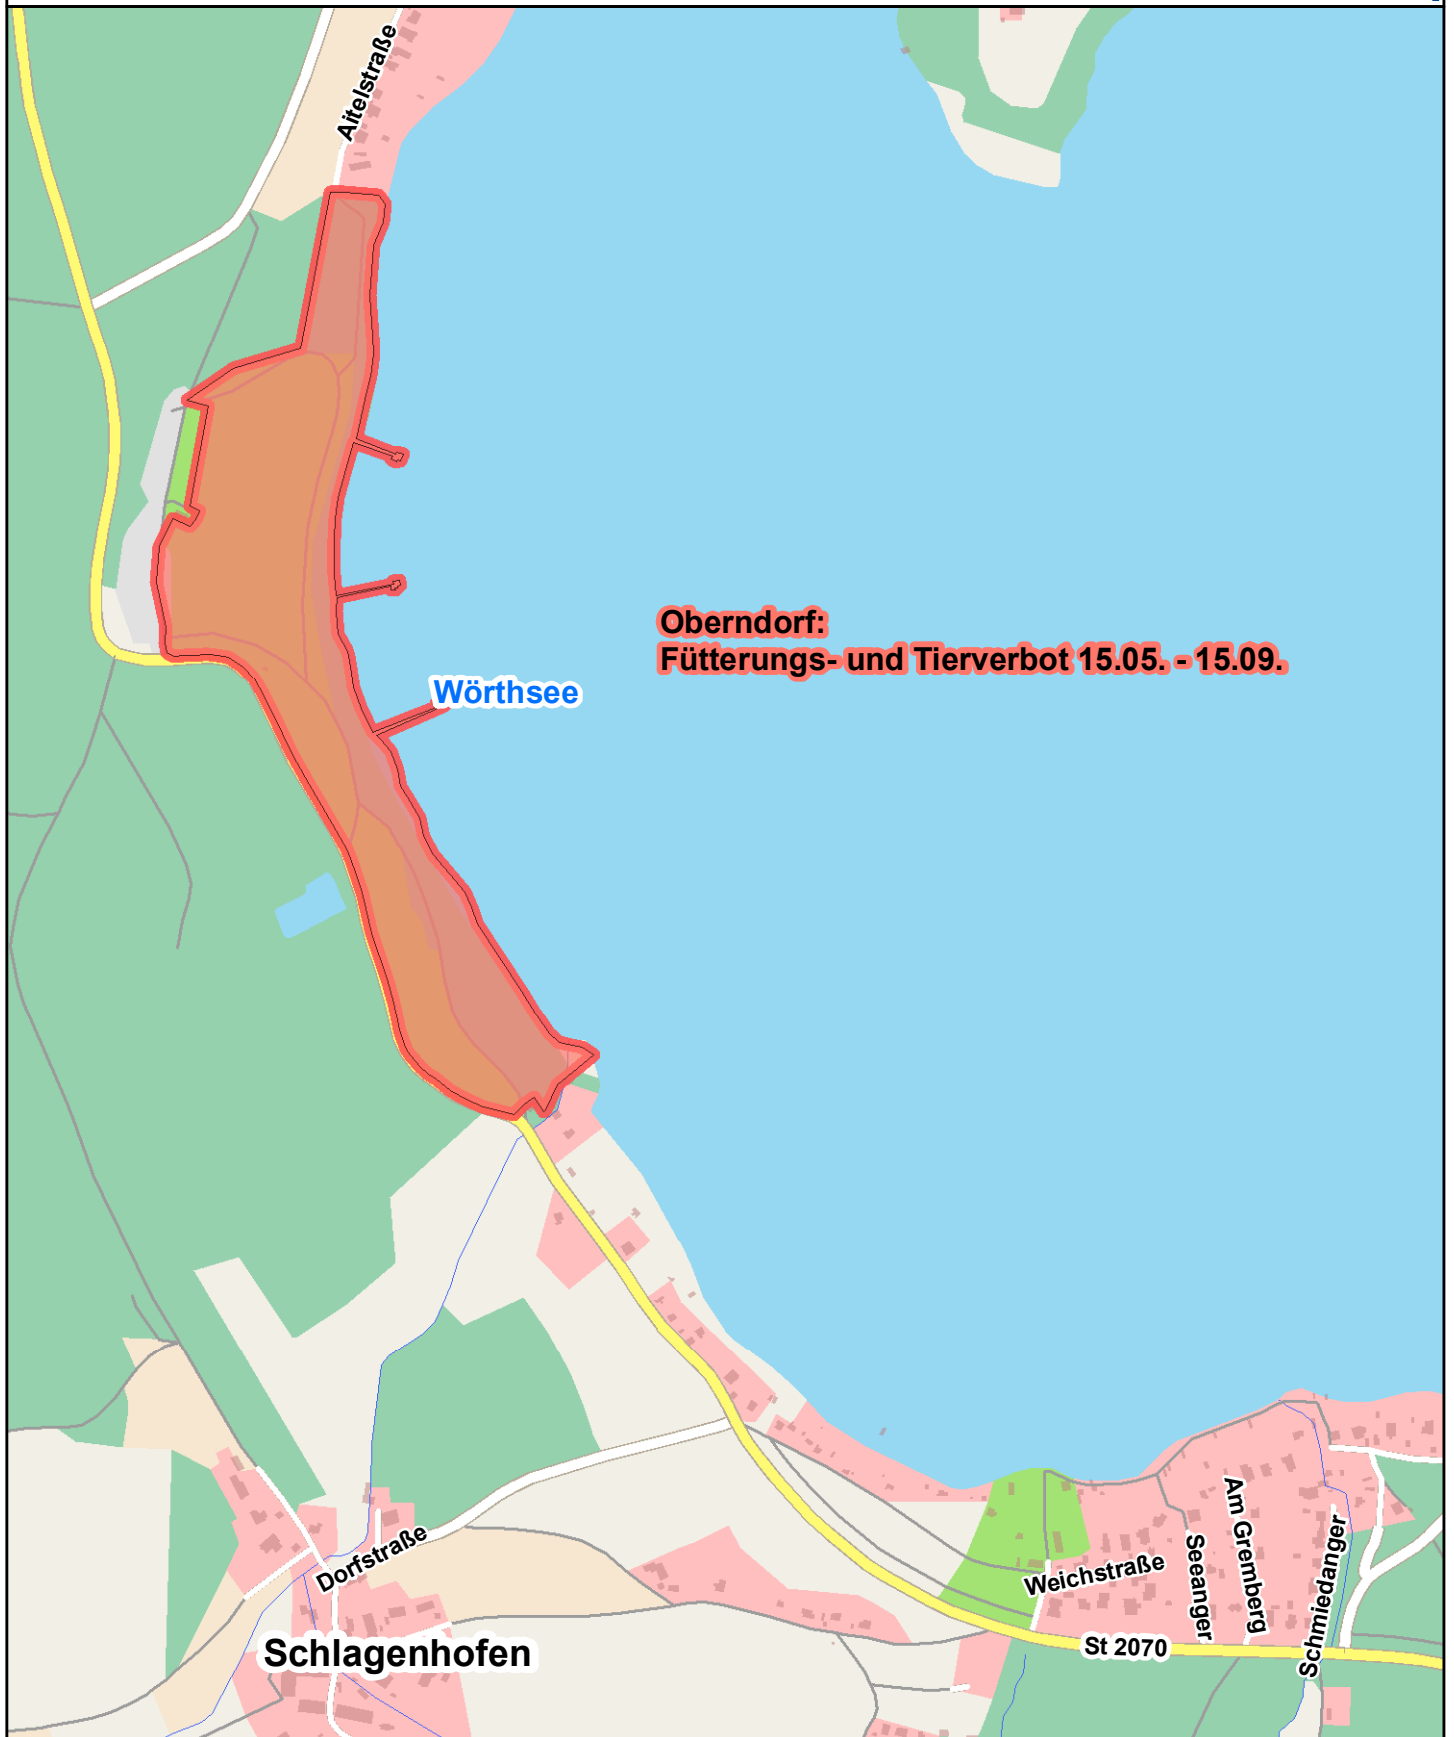 Aitelstraße
Oberndorf:
Fütterungs- und Tierverbot 15.05. - 15.09.
Wörthsee
Dorfstraße
Schlagenhofen
Weichstraße
Seeanger
Am Gremberg
Schmiedanger
St 2070